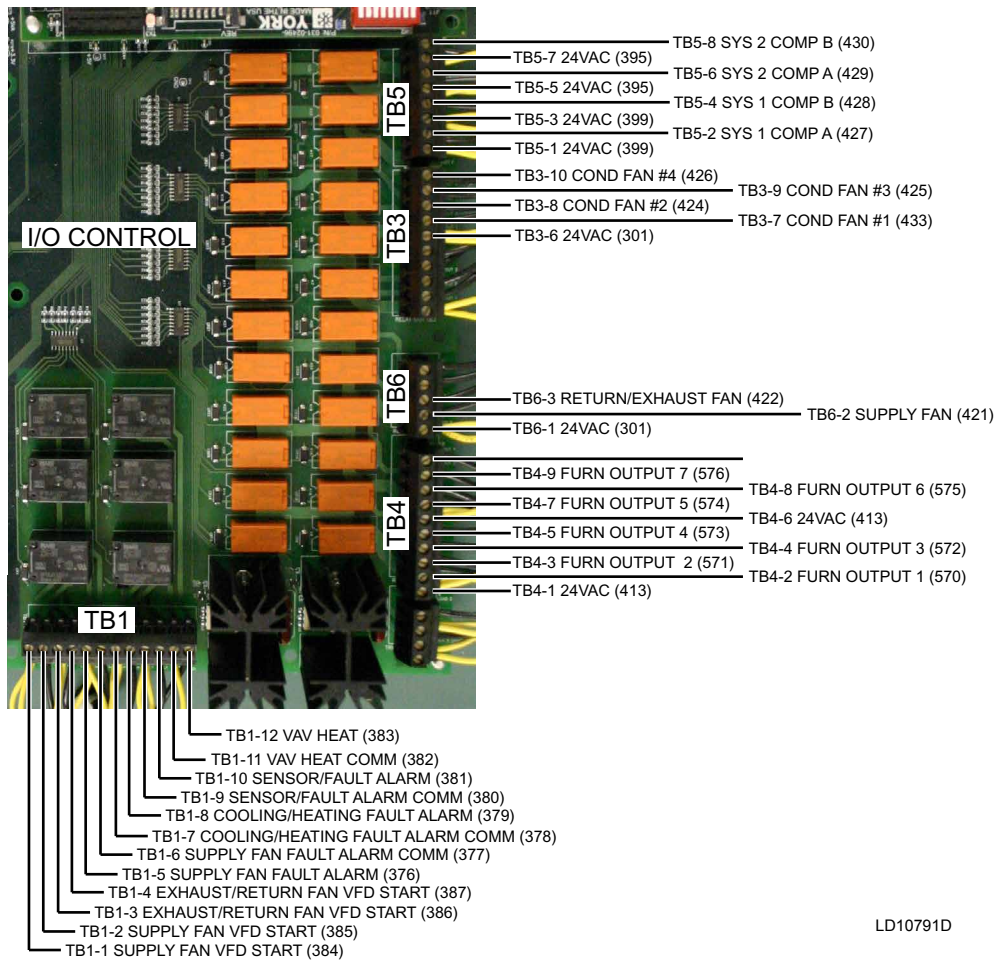 MADE IN THE USA
YORK
P/N: 031-02496
REV
TB5-8 SYS 2 COMP B (430)
TB5-7 24VAC (395)
TB5-6 SYS 2 COMP A (429)
TB5-5 24VAC (395)
TB5-4 SYS 1 COMP B (428)
TB5-3 24VAC (399)
TB5-2 SYS 1 COMP A (427)
TB5-1 24VAC (399)
TB5
TB3-10 COND FAN #4 (426)
TB3-9 COND FAN #3 (425)
TB3-8 COND FAN #2 (424)
TB3-7 COND FAN #1 (433)
TB3-6 24VAC (301)
TB3
I/O CONTROL
TB6-3 RETURN/EXHAUST FAN (422)
TB6-2 SUPPLY FAN (421)
TB6-1 24VAC (301)
TB6
TB4-9 FURN OUTPUT 7 (576)
TB4-8 FURN OUTPUT 6 (575)
TB4-7 FURN OUTPUT 5 (574)
TB4-6 24VAC (413)
TB4-5 FURN OUTPUT 4 (573)
TB4-4 FURN OUTPUT 3 (572)
TB4-3 FURN OUTPUT 2 (571)
TB4-2 FURN OUTPUT 1 (570)
TB4-1 24VAC (413)
TB4
TB1
TB1-12 VAV HEAT (383)
TB1-11 VAV HEAT COMM (382)
TB1-10 SENSOR/FAULT ALARM (381)
TB1-9 SENSOR/FAULT ALARM COMM (380)
TB1-8 COOLING/HEATING FAULT ALARM (379)
TB1-7 COOLING/HEATING FAULT ALARM COMM (378)
TB1-6 SUPPLY FAN FAULT ALARM COMM (377)
TB1-5 SUPPLY FAN FAULT ALARM (376)
TB1-4 EXHAUST/RETURN FAN VFD START (387)
TB1-3 EXHAUST/RETURN FAN VFD START (386)
TB1-2 SUPPLY FAN VFD START (385)
TB1-1 SUPPLY FAN VFD START (384)
LD10791D